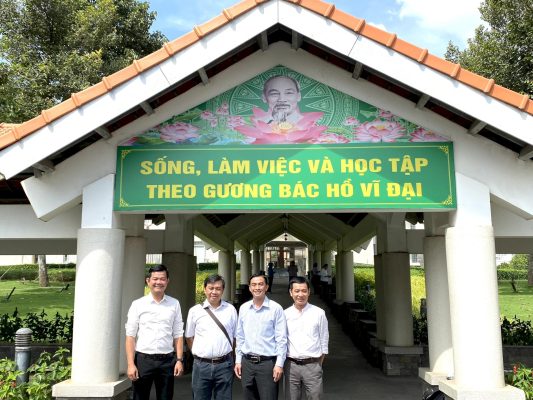 SỐNG, LÀM VIỆC VÀ HỌC TẬP
THEO GƯƠNG BÁC HỒ VĨ ĐẠI